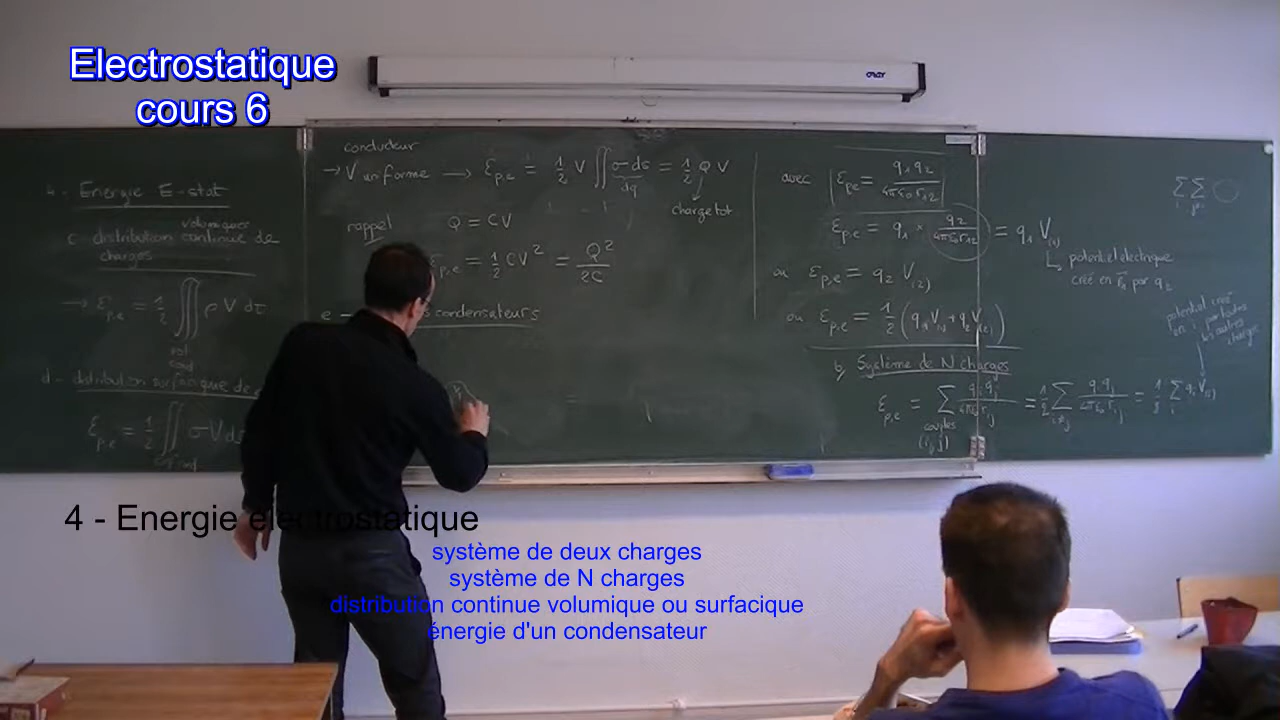 Electrostatique
cours 6
4 - Energie E-stat
c - distribution continue de
volumiques
charges
→ Ep,e = 1/2 ∭ ρ V dτ
vol
cond
d - distribution surfacique de
Ep,e = 1/2 ∬ σ V ds
conducteur
→ V uniforme → Ep,e = 1/2 V ∬ σ ds = 1/2 Q V
dq
charge tot
rappel Q = CV
Ep,e = 1/2 CV² = Q²/2C
e - condensateurs
avec Epe = q1 q2 / 4πε0 r12
Ep,e = q1 × q2 / 4πε0 r12 = q1 V(1)
potentiel électrique
créé en r1 par q2
ou Ep,e = q2 V(2)
ou Ep,e = 1/2 (q1 V(1) + q2 V(2))
b, Système de N charges
Ep,e = ∑ qi qj / 4πε0 rij = 1/2 ∑ qi qj / 4πε0 rij = 1/2 ∑ qi V(i)
couples
(i,j)
i≠j
∑ ∑
potentiel créé
en i par toutes
les autres
charges
4 - Energie électrostatique
système de deux charges
système de N charges
distribution continue volumique ou surfacique
énergie d'un condensateur